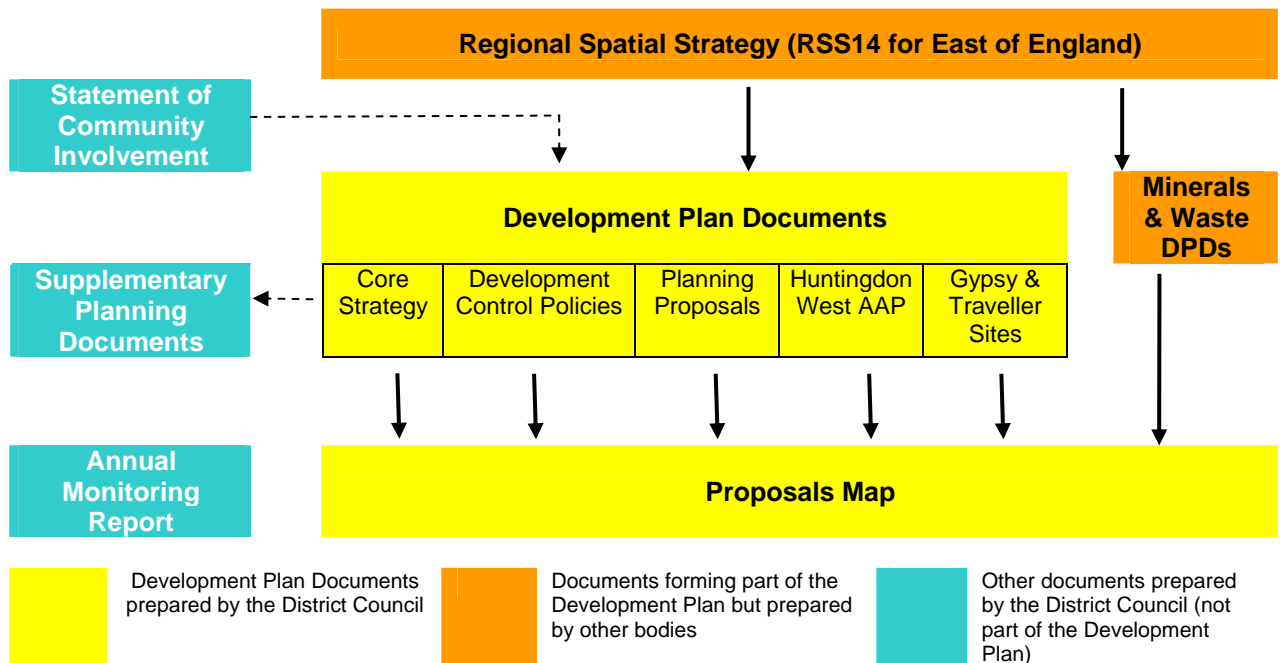 Regional Spatial Strategy (RSS14 for East of England)
Statement of
Community
Involvement
Development Plan Documents
Minerals
& Waste
DPDs
Supplementary
Planning
Documents
Core
Strategy
Development
Control Policies
Planning
Proposals
Huntingdon
West AAP
Gypsy &
Traveller
Sites
Annual
Monitoring
Report
Proposals Map
Development Plan Documents
prepared by the District Council
Documents forming part of the
Development Plan but prepared
by other bodies
Other documents prepared
by the District Council (not
part of the Development
Plan)